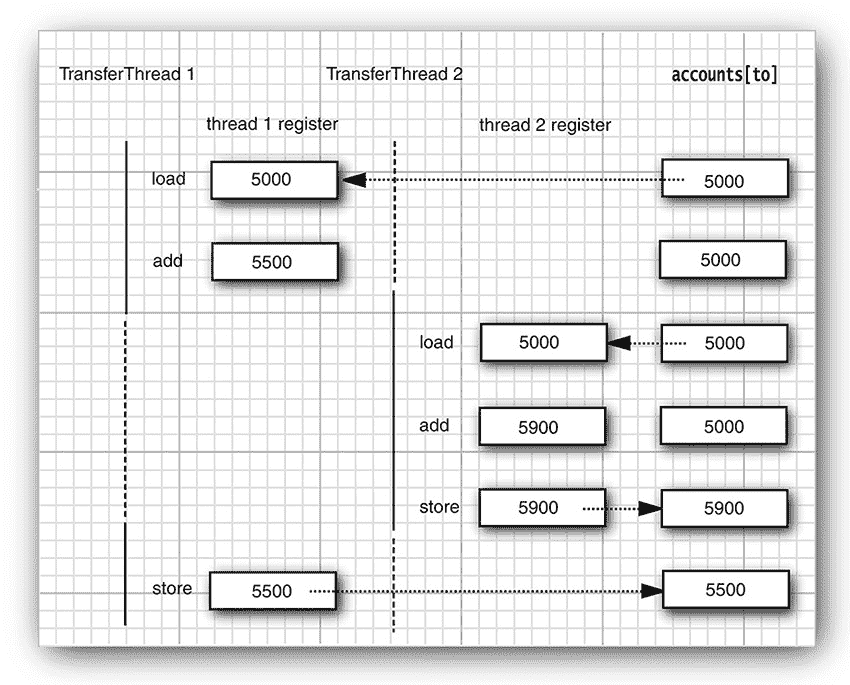 TransferThread 1 TransferThread 2 accounts[to]
thread 1 register thread 2 register
load 5000 5000
add 5500 5000
load 5000 5000
add 5900 5000
store 5900 5900
store 5500 5500